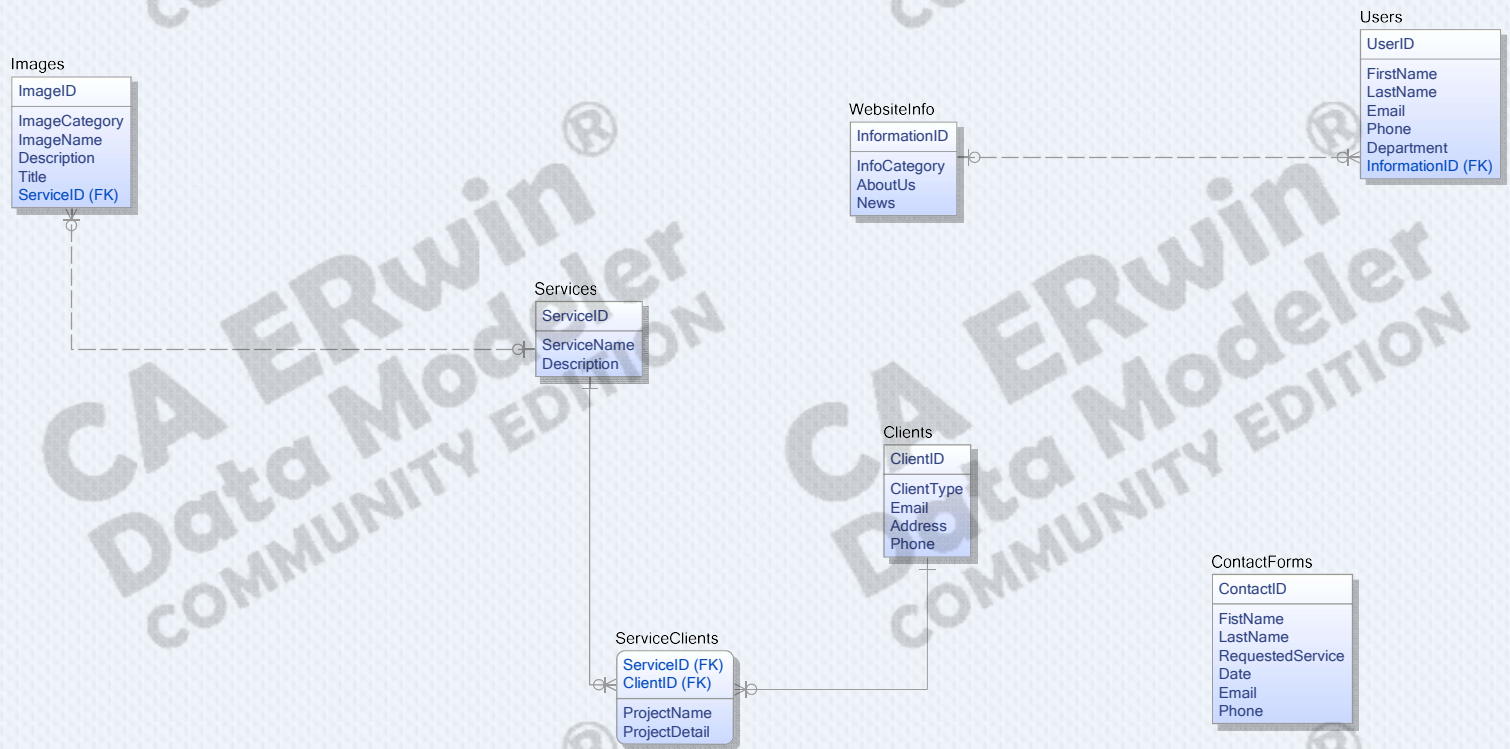 Images
ImageID
ImageCategory
ImageName
Description
Title
ServiceID (FK)
WebsiteInfo
InformationID
InfoCategory
AboutUs
News
Users
UserID
FirstName
LastName
Email
Phone
Department
InformationID (FK)
Services
ServiceID
ServiceName
Description
Clients
ClientID
ClientType
Email
Address
Phone
ServiceClients
ServiceID (FK)
ClientID (FK)
ProjectName
ProjectDetail
ContactForms
ContactID
FistName
LastName
RequestedService
Date
Email
Phone
CA ERwin®
Data Modeler
COMMUNITY EDITION
CA ERwin®
Data Modeler
COMMUNITY EDITION
®
®